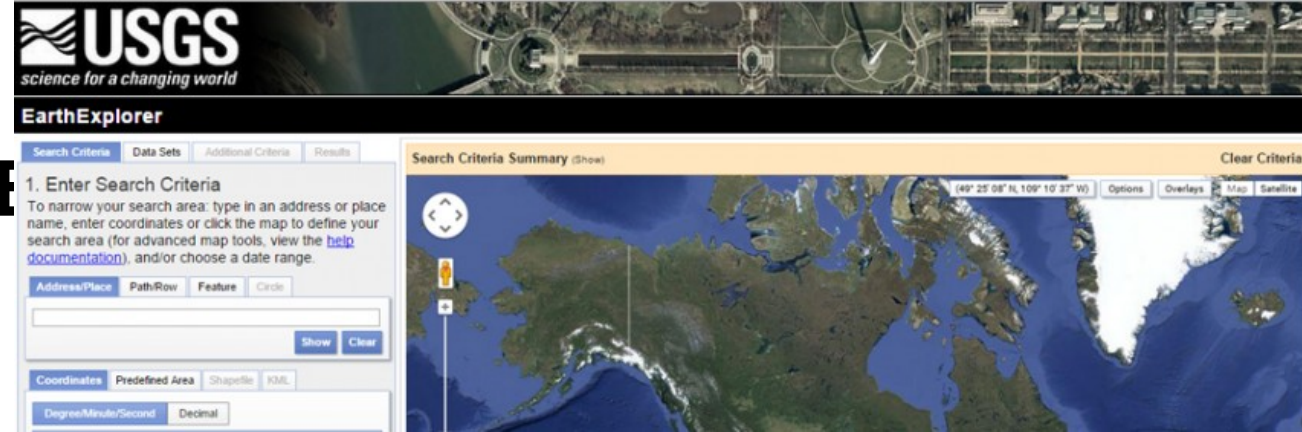 USGS
science for a changing world
EarthExplorer
Search Criteria Data Sets Additional Criteria Results
1. Enter Search Criteria
To narrow your search area: type in an address or place
name, enter coordinates or click the map to define your
search area (for advanced map tools, view the help
documentation), and/or choose a date range.
Address/Place Path/Row Feature Circle
Show Clear
Coordinates Predefined Area Shapefile KML
Degree/Minute/Second Decimal
Search Criteria Summary (Show) Clear Criteria
(49° 25' 08" N, 109° 10' 37" W) Options Overlays Map Satellite